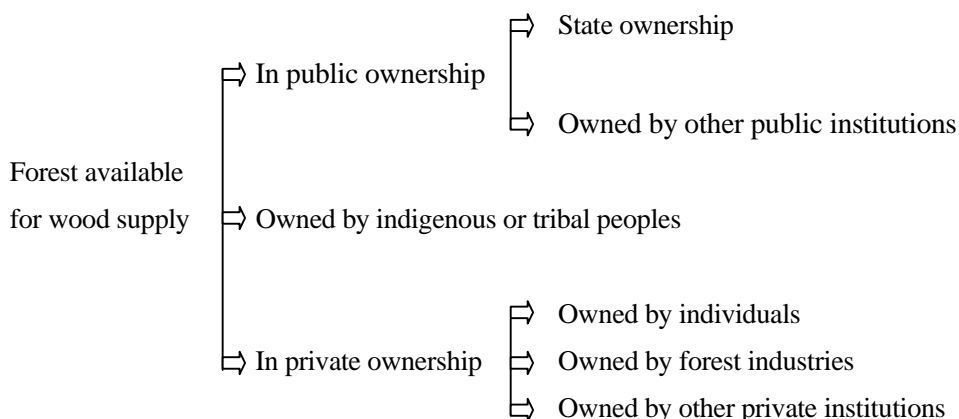 State ownership
In public ownership
Owned by other public institutions
Forest available
for wood supply
Owned by indigenous or tribal peoples
Owned by individuals
In private ownership
Owned by forest industries
Owned by other private institutions